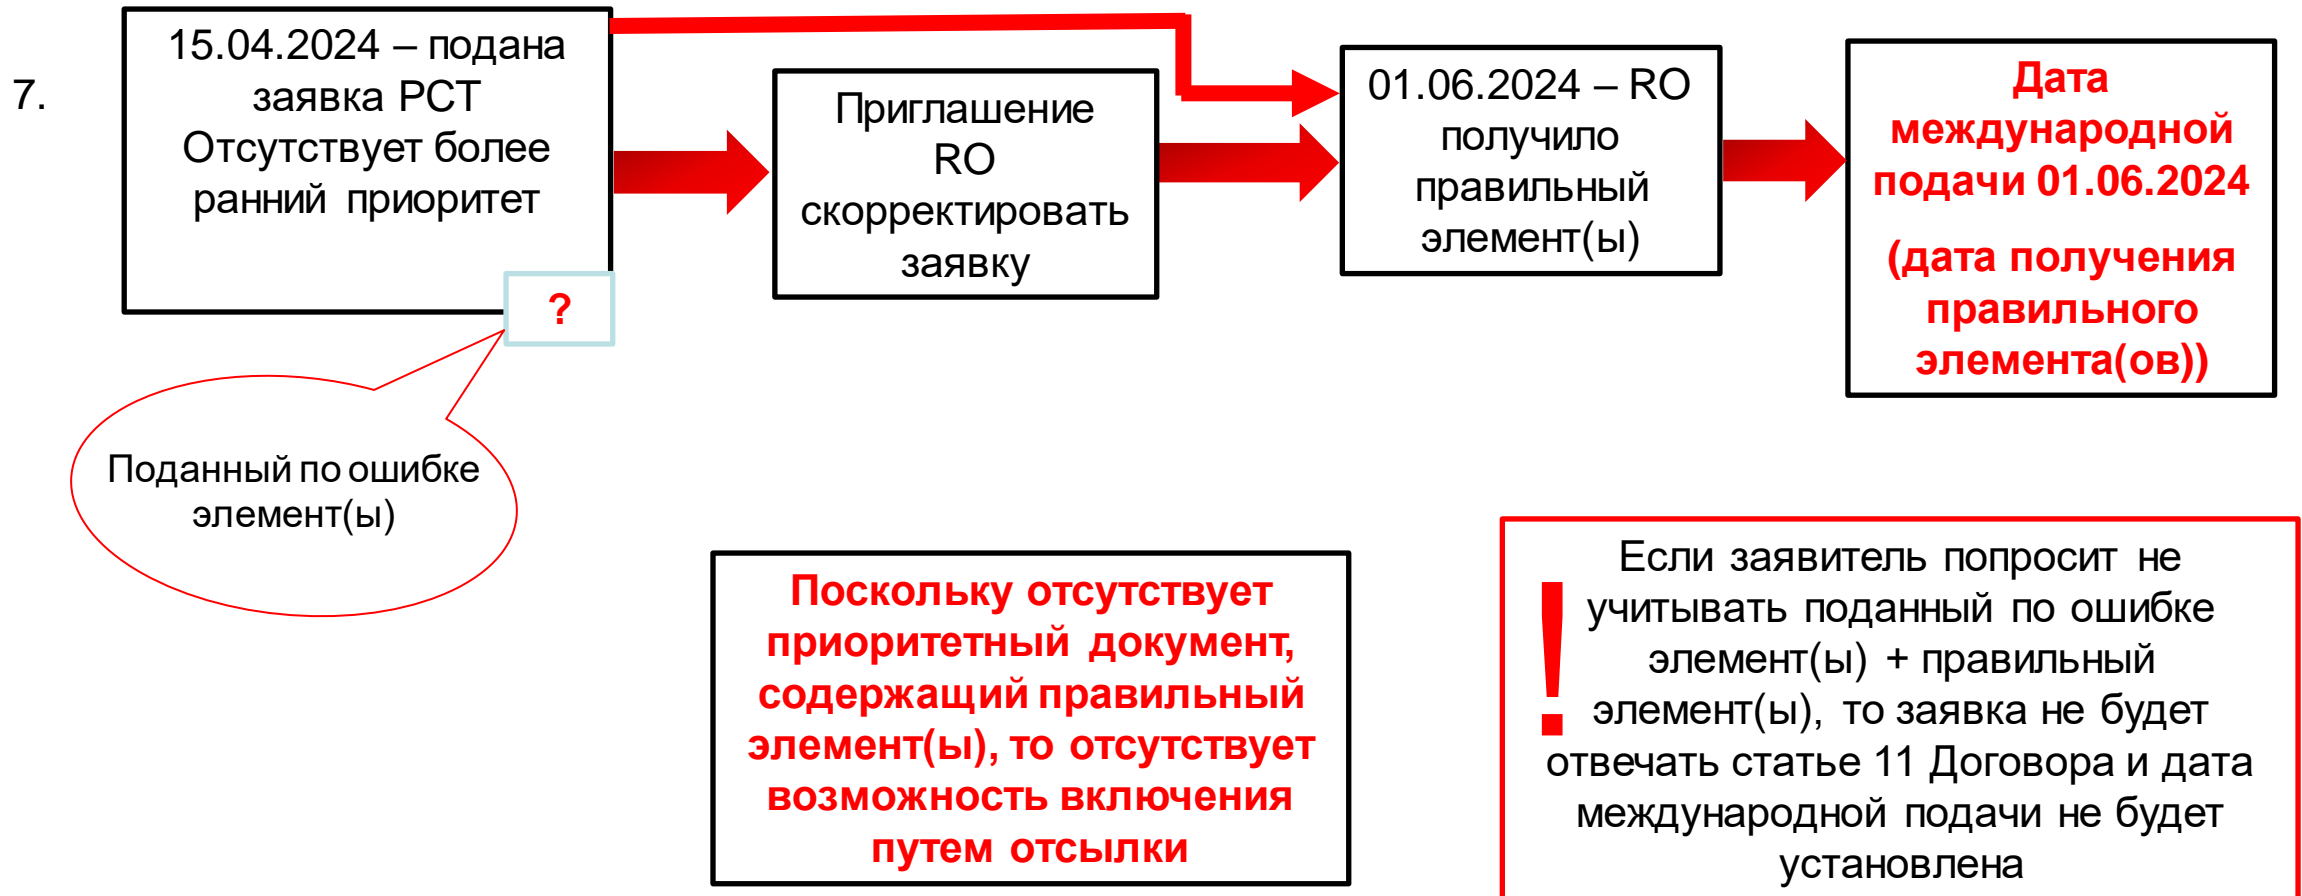 7.
15.04.2024 – подана
заявка PCT
Отсутствует более
ранний приоритет
?
Поданный по ошибке
элемент(ы)
Приглашение
RO
скорректировать
заявку
01.06.2024 – RO
получило
правильный
элемент(ы)
Дата
международной
подачи 01.06.2024
(дата получения
правильного
элемента(ов))
Поскольку отсутствует
приоритетный документ,
содержащий правильный
элемент(ы), то отсутствует
возможность включения
путем отсылки
!
Если заявитель попросит не
учитывать поданный по ошибке
элемент(ы) + правильный
элемент(ы), то заявка не будет
отвечать статье 11 Договора и дата
международной подачи не будет
установлена